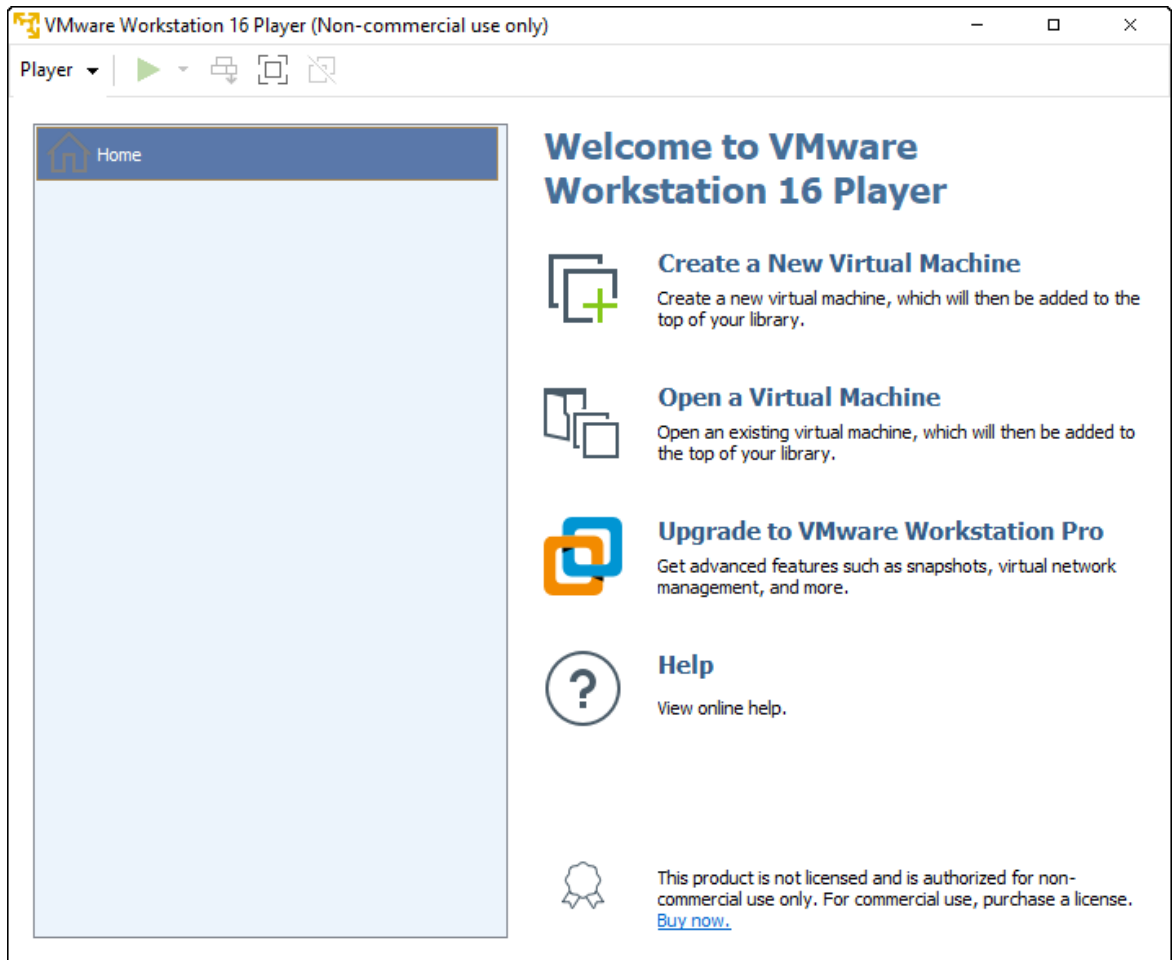 VMware Workstation 16 Player (Non-commercial use only)
Player
Home
Welcome to VMware
Workstation 16 Player
Create a New Virtual Machine
Create a new virtual machine, which will then be added to the
top of your library.
Open a Virtual Machine
Open an existing virtual machine, which will then be added to
the top of your library.
Upgrade to VMware Workstation Pro
Get advanced features such as snapshots, virtual network
management, and more.
?
Help
View online help.
This product is not licensed and is authorized for non-
commercial use only. For commercial use, purchase a license.
Buy now.